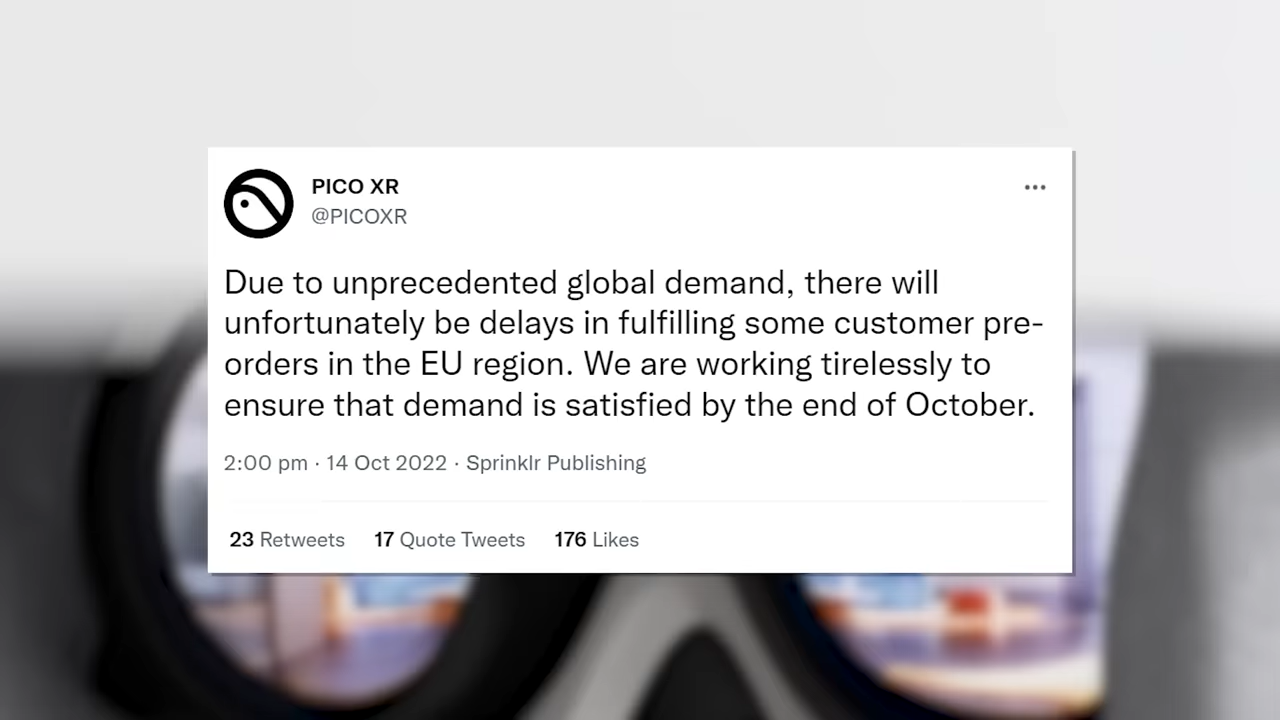 PICO XR
@PICOXR
Due to unprecedented global demand, there will
unfortunately be delays in fulfilling some customer pre-
orders in the EU region. We are working tirelessly to
ensure that demand is satisfied by the end of October.
2:00 pm · 14 Oct 2022 · Sprinklr Publishing
23 Retweets 17 Quote Tweets 176 Likes